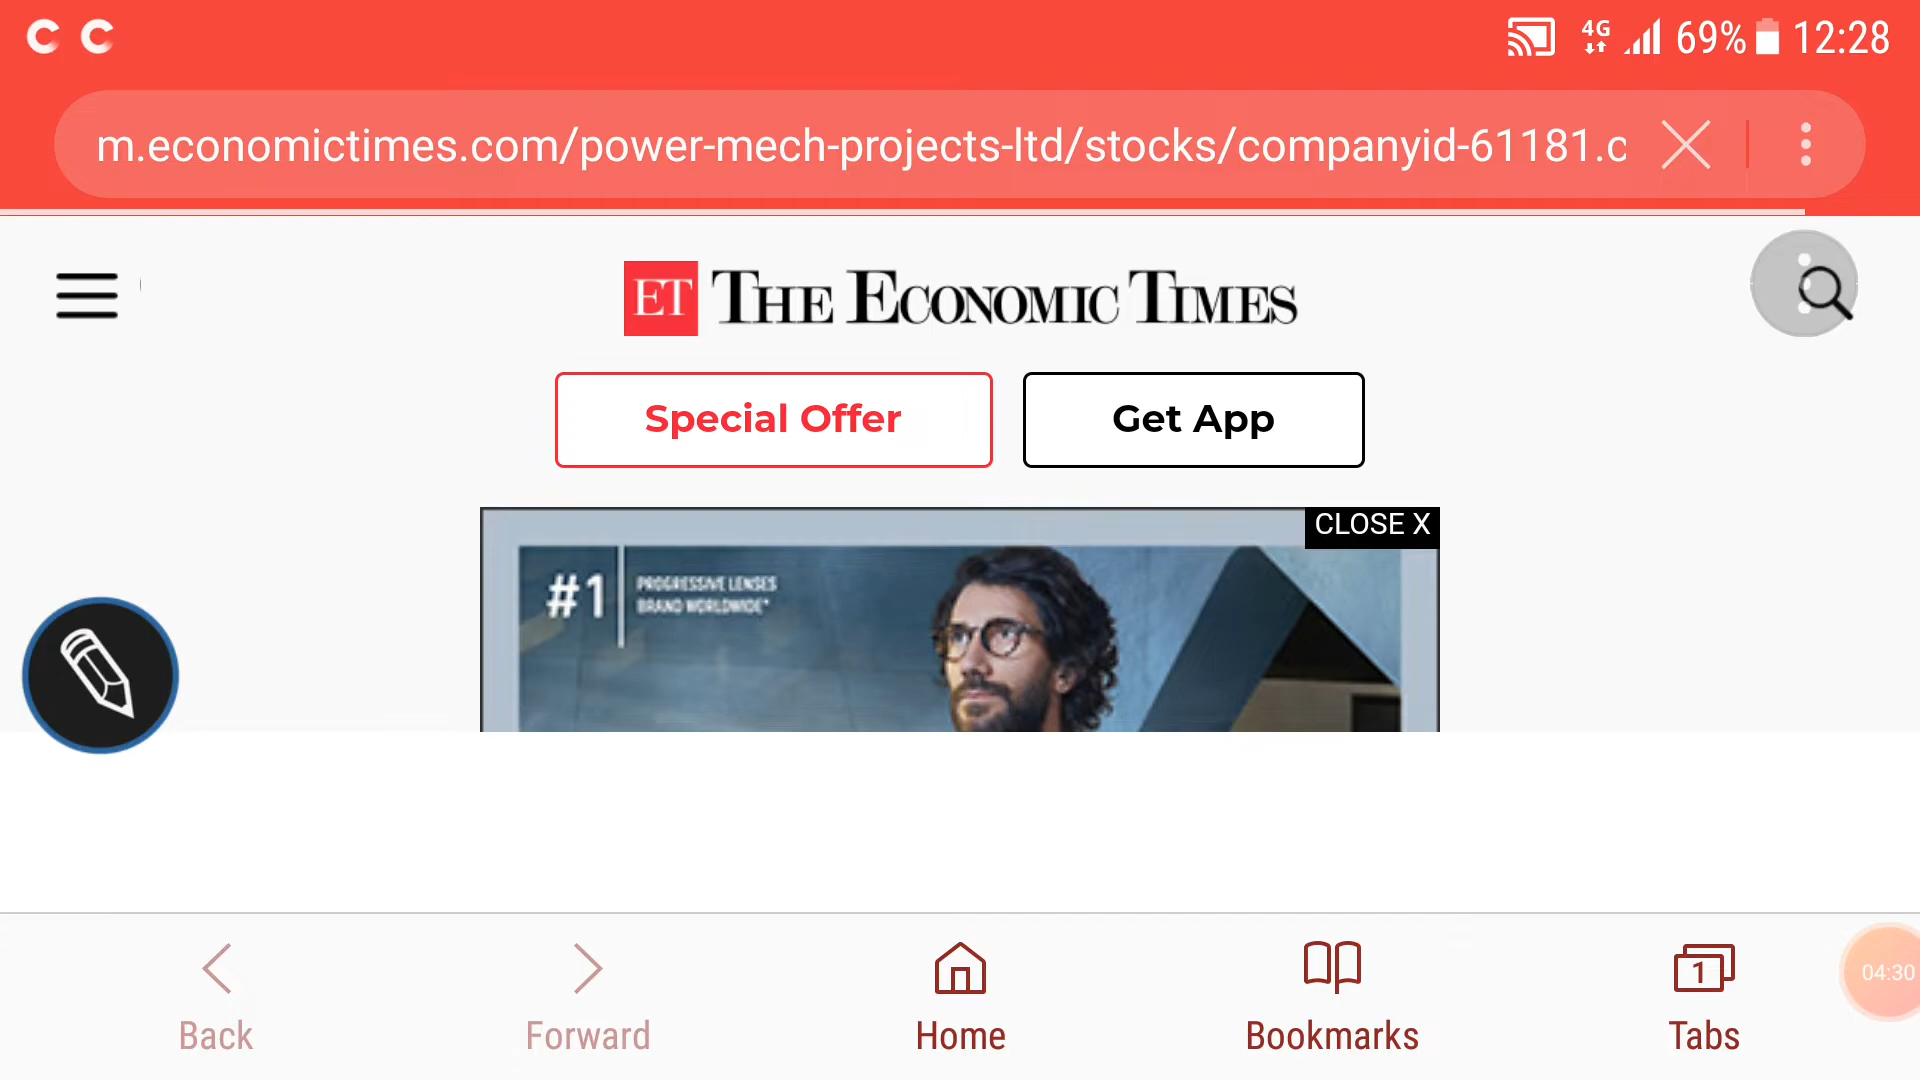 4G 69% 12:28
m.economictimes.com/power-mech-projects-ltd/stocks/companyid-61181.c
ET THE ECONOMIC TIMES
Special Offer Get App
CLOSE X
#1 PROGRESSIVE LENSES
BRAND WORLDWIDE*
1 04:30
Back Forward Home Bookmarks Tabs